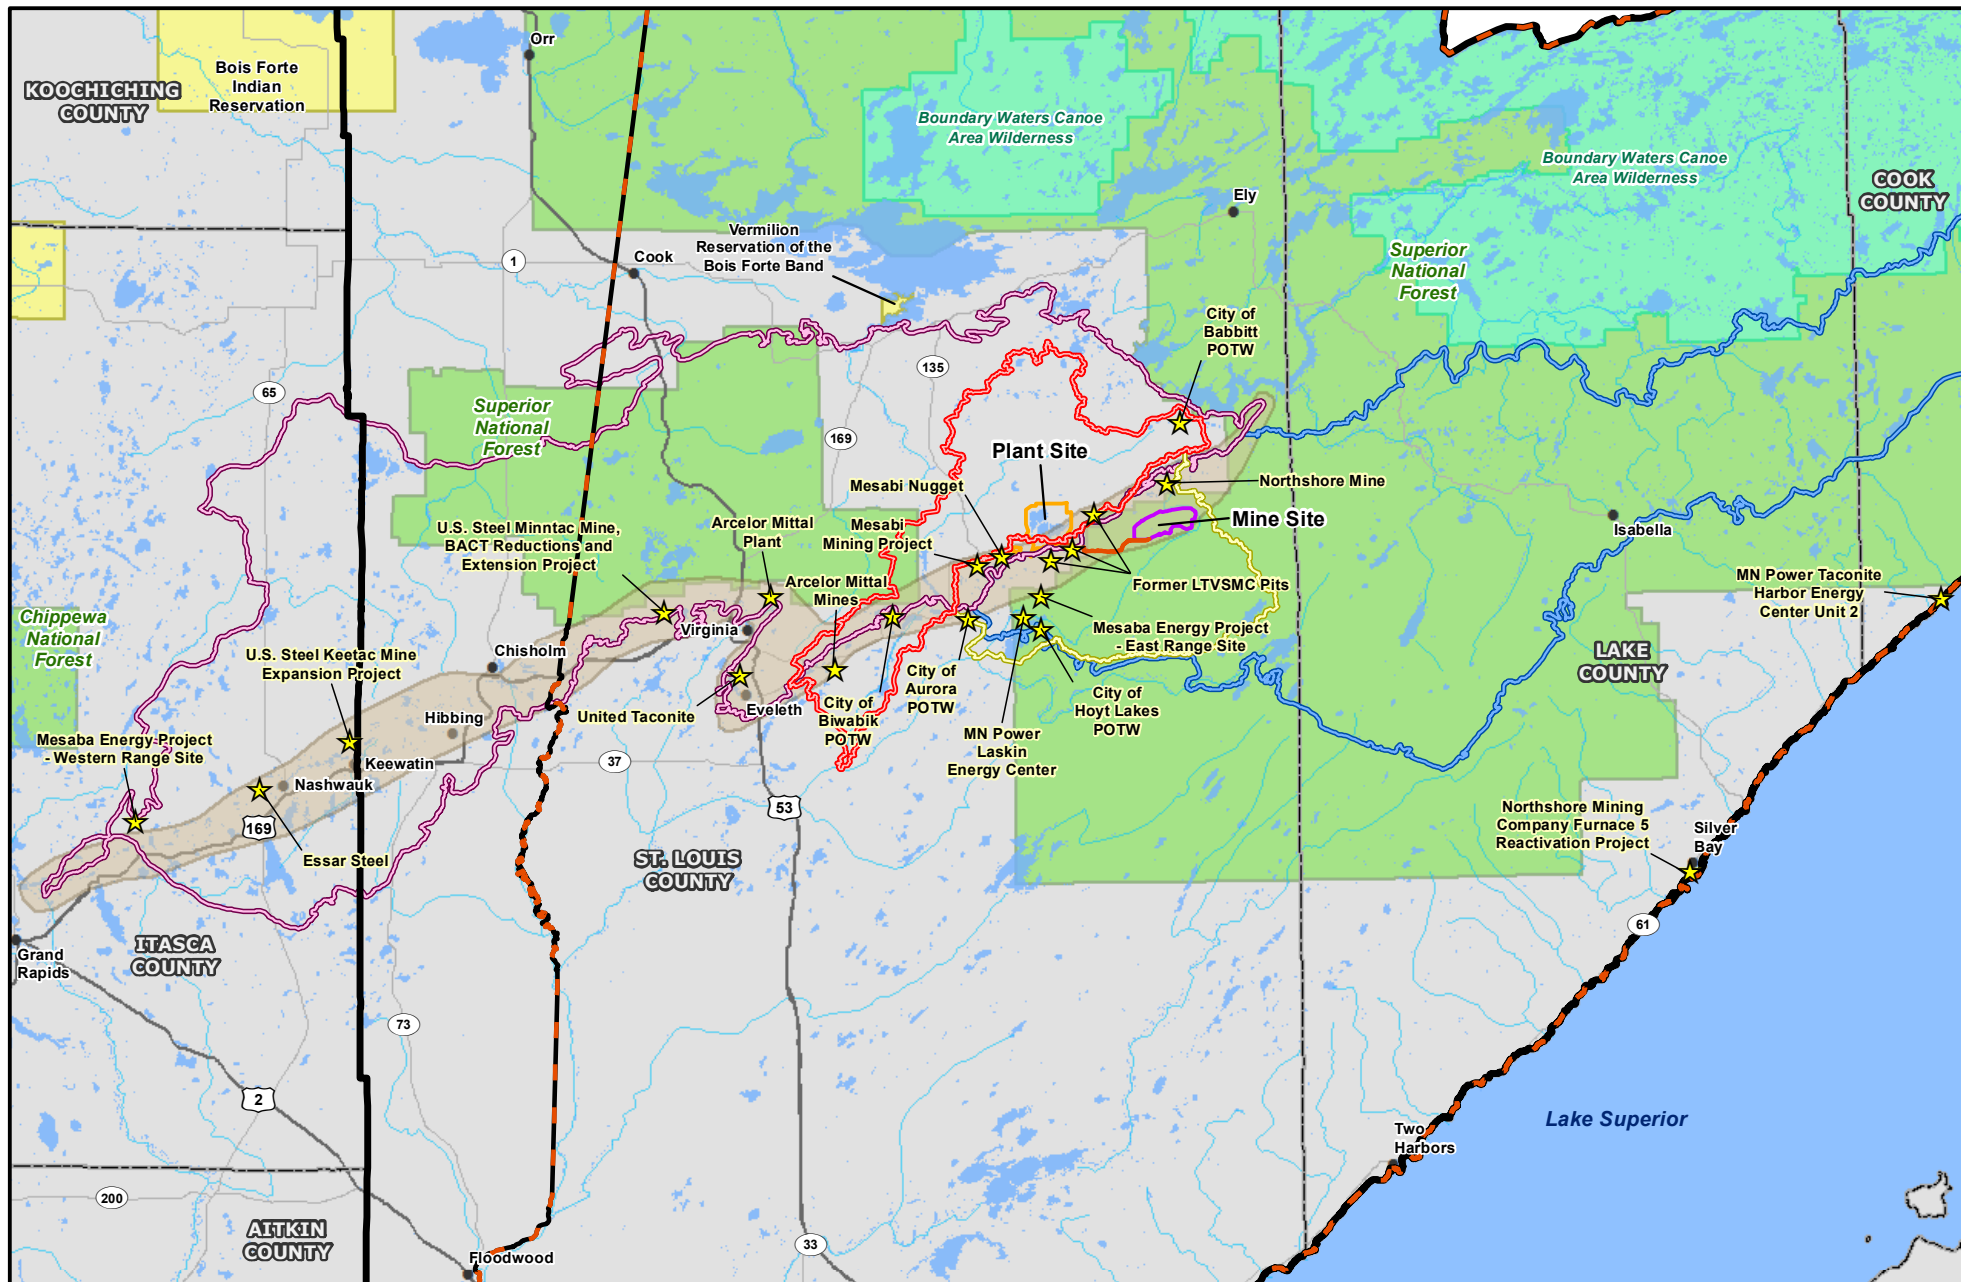 Orr
KOOCHICHING
COUNTY
Bois Forte
Indian
Reservation
Boundary Waters Canoe
Area Wilderness
Boundary Waters Canoe
Area Wilderness
COOK
COUNTY
Ely
Vermilion
Reservation of the
Bois Forte Band
1
Cook
Superior
National
Forest
City of
Babbitt
POTW
65
135
Superior
National
Forest
169
Plant Site
Mesabi Nugget
Northshore Mine
U.S. Steel Minntac Mine,
BACT Reductions and
Extension Project
Arcelor Mittal
Plant
Mesabi
Mining Project
Mine Site
Isabella
Arcelor Mittal
Mines
Former LTVSMC Pits
MN Power Taconite
Harbor Energy
Center Unit 2
Chippewa
National
Forest
Virginia
Mesaba Energy Project
- East Range Site
U.S. Steel Keetac Mine
Expansion Project
Chisholm
LAKE
COUNTY
City of
Aurora
POTW
City of
Hoyt Lakes
POTW
Hibbing
United Taconite
Eveleth
City of
Biwabik
POTW
MN Power
Laskin
Energy Center
Mesaba Energy Project
- Western Range Site
Keewatin
37
Nashwauk
53
Northshore Mining
Company Furnace 5
Reactivation Project
Silver
Bay
169
Essar Steel
ST. LOUIS
COUNTY
61
ITASCA
COUNTY
Grand
Rapids
73
2
Lake Superior
Two
Harbors
200
AITKIN
COUNTY
33
Floodwood